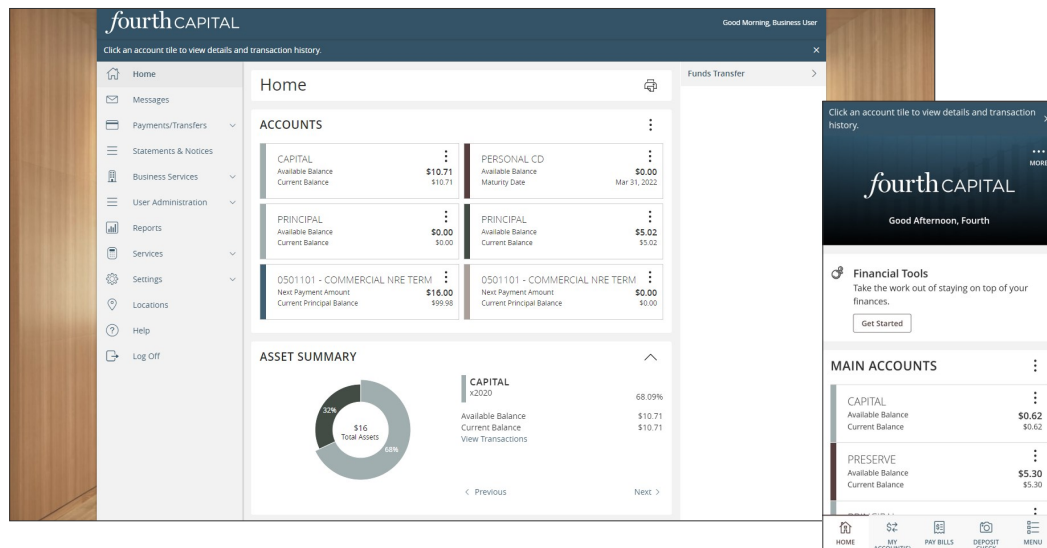 fourth CAPITAL
Good Morning, Business User
Click an account tile to view details and transaction history.
Home
Messages
Payments/Transfers
Statements & Notices
Business Services
User Administration
Reports
Services
Settings
Locations
Help
Log Off
Home
ACCOUNTS
CAPITAL
Available Balance $10.71
Current Balance $10.71
PERSONAL CD
Available Balance $0.00
Maturity Date Mar 31, 2022
PRINCIPAL
Available Balance $0.00
Current Balance $0.00
PRINCIPAL
Available Balance $5.02
Current Balance $5.02
0501101 - COMMERCIAL NRE TERM
Next Payment Amount $16.00
Current Principal Balance $99.98
0501101 - COMMERCIAL NRE TERM
Next Payment Amount $0.00
Current Principal Balance $0.00
ASSET SUMMARY
32%
$16
Total Assets
68%
CAPITAL
x2020
68.09%
Available Balance $10.71
Current Balance $10.71
View Transactions
Previous Next
Funds Transfer
Click an account tile to view details and transaction
history.
MORE
fourth CAPITAL
Good Afternoon, Fourth
Financial Tools
Take the work out of staying on top of your
finances.
Get Started
MAIN ACCOUNTS
CAPITAL
Available Balance $0.62
Current Balance $0.62
PRESERVE
Available Balance $5.30
Current Balance $5.30
HOME
MY
ACCOUNT(S)
PAY BILLS
DEPOSIT
CHECK
MENU